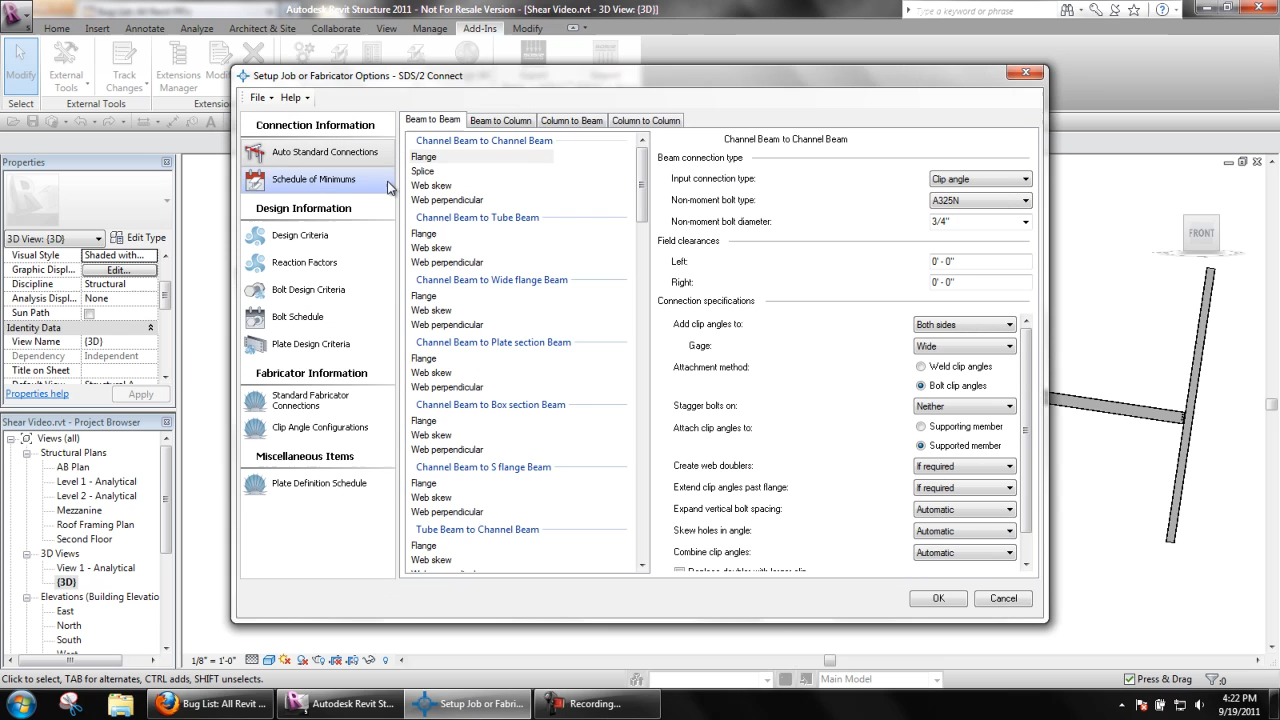 Autodesk Revit Structure 2011 - Not For Resale Version - [Shear Video.rvt - 3D View: {3D}]
Type a keyword or phrase
Home Insert Annotate Analyze Architect & Site Collaborate View Manage Add-Ins Modify
Modify
External
Tools
Track
Changes
Extensions
Manager
Select
External Tools
Setup Job or Fabricator Options - SDS/2 Connect
File Help
Connection Information
Auto Standard Connections
Schedule of Minimums
Design Information
Design Criteria
Reaction Factors
Bolt Design Criteria
Bolt Schedule
Plate Design Criteria
Fabricator Information
Standard Fabricator
Connections
Clip Angle Configurations
Miscellaneous Items
Plate Definition Schedule
Beam to Beam Beam to Column Column to Beam Column to Column
Channel Beam to Channel Beam
Flange
Splice
Web skew
Web perpendicular
Channel Beam to Tube Beam
Flange
Web skew
Web perpendicular
Channel Beam to Wide flange Beam
Flange
Web skew
Web perpendicular
Channel Beam to Plate section Beam
Flange
Web skew
Web perpendicular
Channel Beam to Box section Beam
Flange
Web skew
Web perpendicular
Channel Beam to S flange Beam
Flange
Web skew
Web perpendicular
Tube Beam to Channel Beam
Flange
Web skew
Channel Beam to Channel Beam
Beam connection type
Input connection type: Clip angle
Non-moment bolt type: A325N
Non-moment bolt diameter: 3/4"
Field clearances
Left: 0' - 0"
Right: 0' - 0"
Connection specifications
Add clip angles to: Both sides
Gage: Wide
Attachment method: Weld clip angles
Bolt clip angles
Stagger bolts on: Neither
Attach clip angles to: Supporting member
Supported member
Create web doublers: If required
Extend clip angles past flange: If required
Expand vertical bolt spacing: Automatic
Skew holes in angle: Automatic
Combine clip angles: Automatic
OK Cancel
Properties
3D View: {3D} Edit Type
Visual Style Shaded with...
Graphic Displ... Edit...
Discipline Structural
Analysis Displ... None
Sun Path
Identity Data
View Name {3D}
Dependency Independent
Title on Sheet
Properties help Apply
Shear Video.rvt - Project Browser
Views (all)
Structural Plans
AB Plan
Level 1 - Analytical
Level 2 - Analytical
Mezzanine
Roof Framing Plan
Second Floor
3D Views
View 1 - Analytical
{3D}
Elevations (Building Elevatio
East
North
South
FRONT
1/8" = 1'-0"
Click to select, TAB for alternates, CTRL adds, SHIFT unselects.
Main Model
Press & Drag
:0
Bug List: All Revit ...
Autodesk Revit St...
Setup Job or Fabri...
Recording...
4:22 PM
9/19/2011